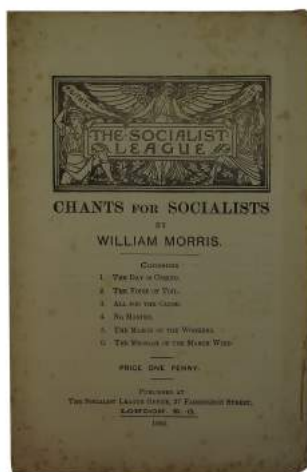 THE SOCIALIST
LEAGUE
CHANTS FOR SOCIALISTS
BY
WILLIAM MORRIS.
CONTENTS
1. THE DAY IS COMING.
2. THE VOICE OF TOIL.
3. ALL FOR THE CAUSE.
4. NO MASTER.
5. THE MARCH OF THE WORKERS.
6. THE MESSAGE OF THE MARCH WIND.
PRICE ONE PENNY.
PUBLISHED AT
THE SOCIALIST LEAGUE OFFICE, 27 FARRINGDON STREET,
LONDON E. C.